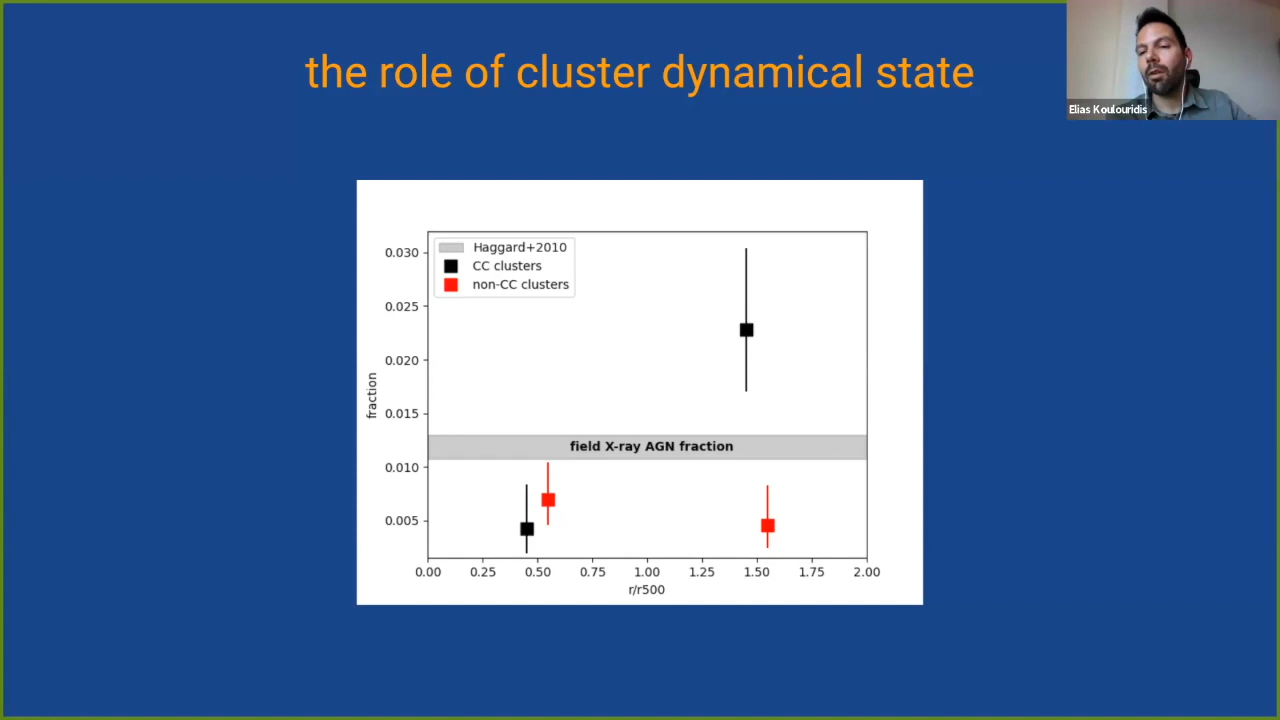 the role of cluster dynamical state
Elias Koulouridis
Haggard+2010
CC clusters
non-CC clusters
0.030
0.025
0.020
0.015
0.010
0.005
fraction
field X-ray AGN fraction
0.00 0.25 0.50 0.75 1.00 1.25 1.50 1.75 2.00
r/r500